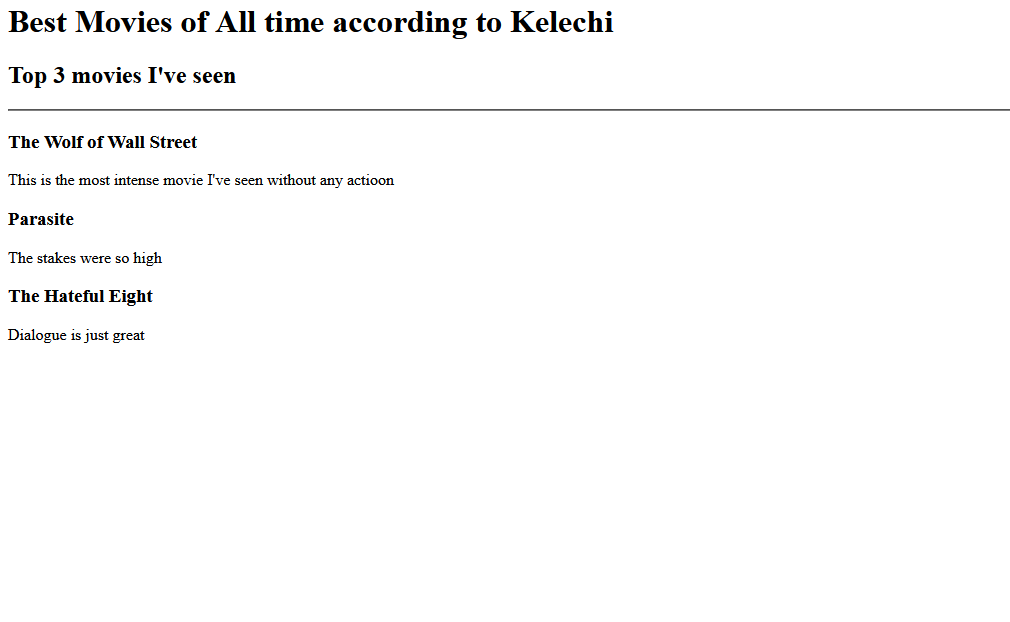 Best Movies of All time according to Kelechi
Top 3 movies I've seen
The Wolf of Wall Street
This is the most intense movie I've seen without any actioon
Parasite
The stakes were so high
The Hateful Eight
Dialogue is just great